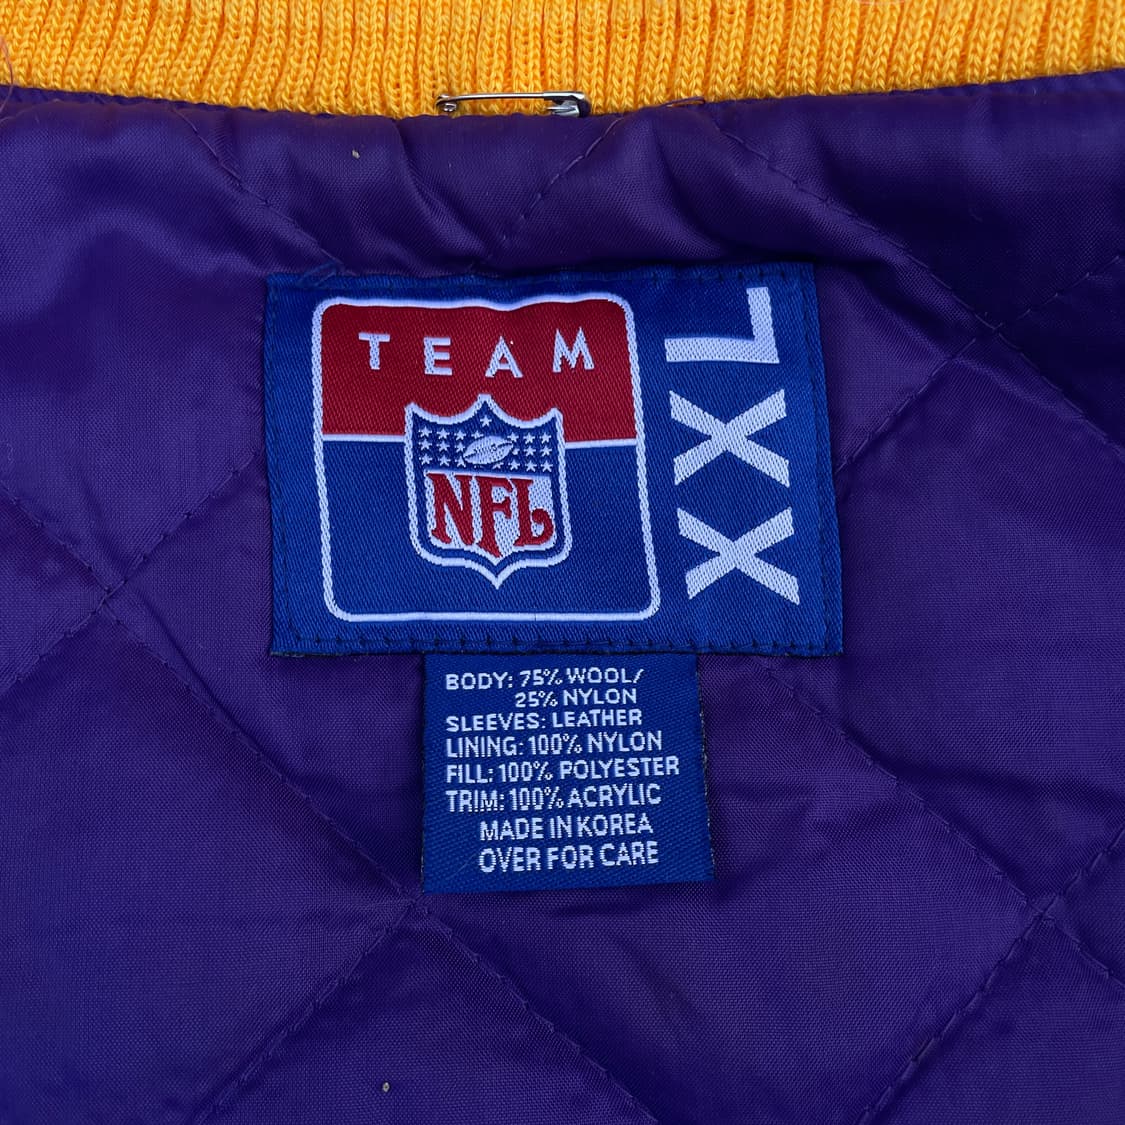 TEAM
NFL
XXL
BODY: 75% WOOL/
25% NYLON
SLEEVES: LEATHER
LINING: 100% NYLON
FILL: 100% POLYESTER
TRIM: 100% ACRYLIC
MADE IN KOREA
OVER FOR CARE